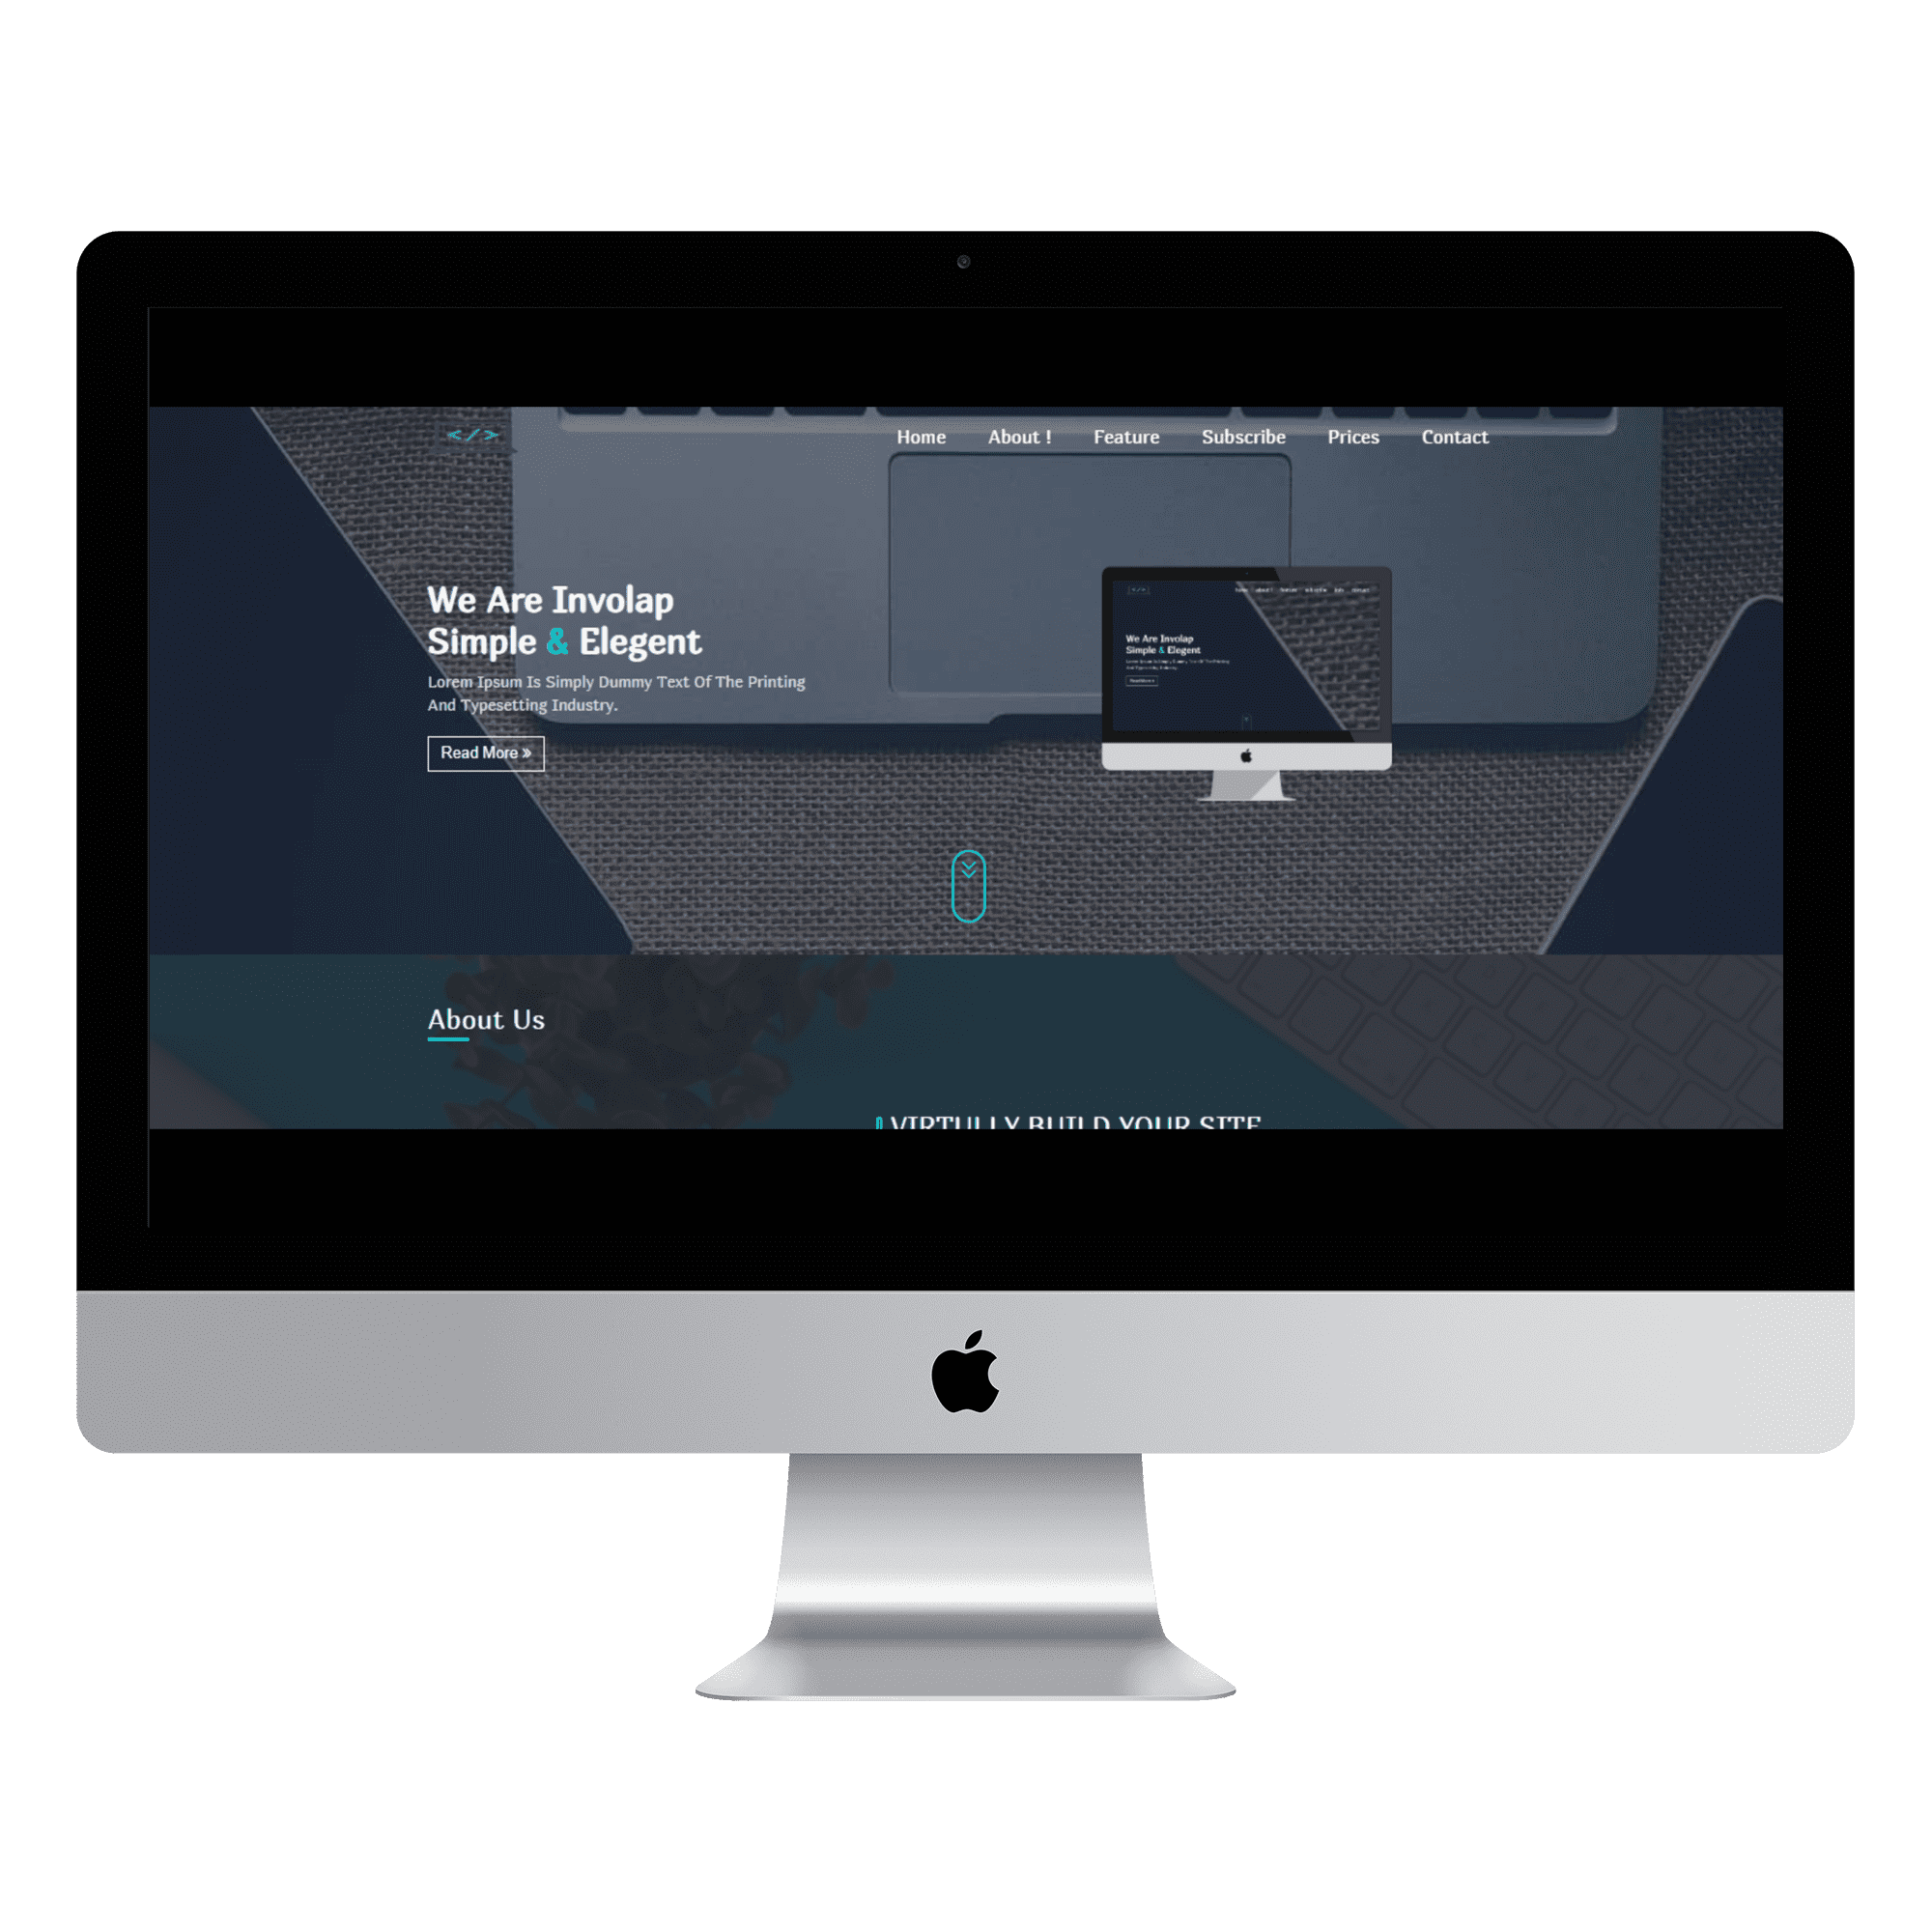 </>
Home About ! Feature Subscribe Prices Contact
We Are Involap
Simple & Elegent
Lorem Ipsum Is Simply Dummy Text Of The Printing
And Typesetting Industry.
Read More »
We Are Involap
Simple & Elegent
About Us
VIRTULLY BUILD YOUR SITE